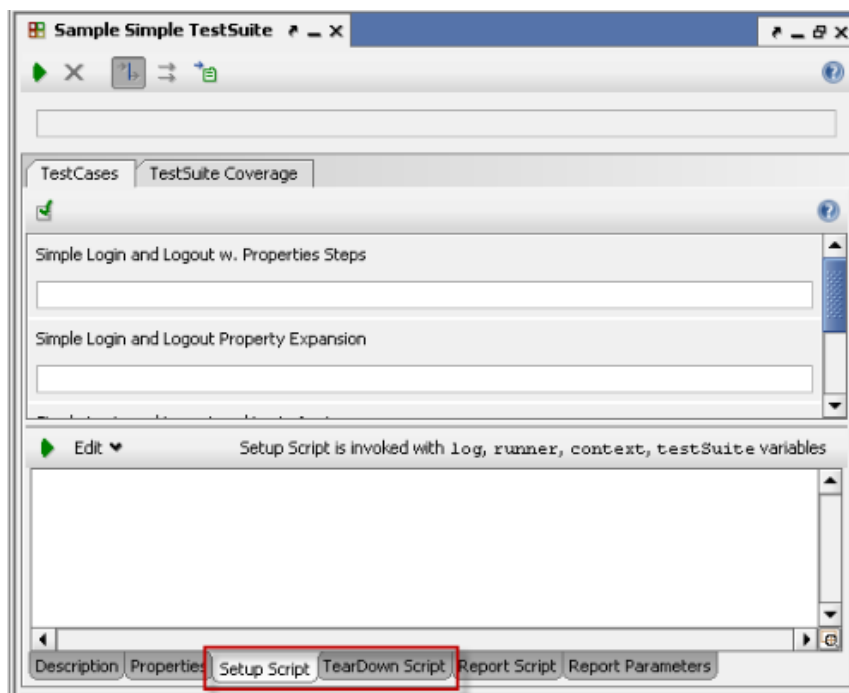 Sample Simple TestSuite
TestCases TestSuite Coverage
Simple Login and Logout w. Properties Steps
Simple Login and Logout Property Expansion
Edit Setup Script is invoked with log, runner, context, testSuite variables
Description Properties Setup Script TearDown Script Report Script Report Parameters